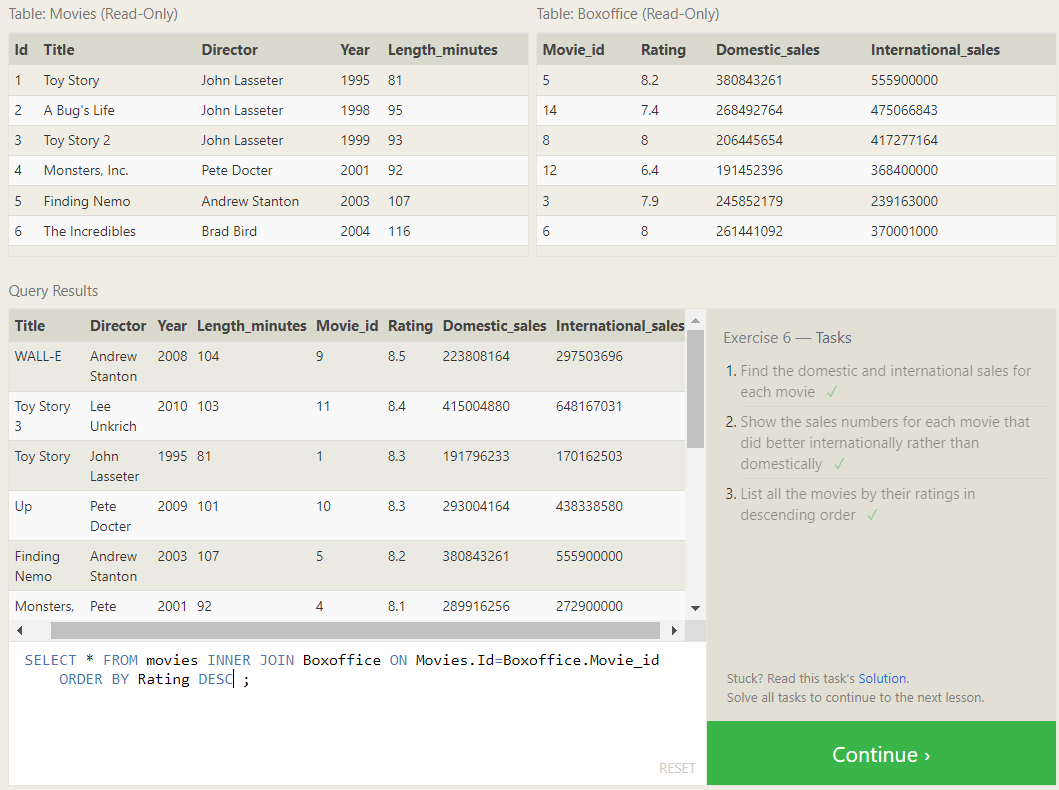 Table: Movies (Read-Only)
Id Title Director Year Length_minutes
1 Toy Story John Lasseter 1995 81
2 A Bug's Life John Lasseter 1998 95
3 Toy Story 2 John Lasseter 1999 93
4 Monsters, Inc. Pete Docter 2001 92
5 Finding Nemo Andrew Stanton 2003 107
6 The Incredibles Brad Bird 2004 116
Table: Boxoffice (Read-Only)
Movie_id Rating Domestic_sales International_sales
5 8.2 380843261 555900000
14 7.4 268492764 475066843
8 8 206445654 417277164
12 6.4 191452396 368400000
3 7.9 245852179 239163000
6 8 261441092 370001000
Query Results
Title Director Year Length_minutes Movie_id Rating Domestic_sales International_sales
WALL-E Andrew Stanton 2008 104 9 8.5 223808164 297503696
Toy Story 3 Lee Unkrich 2010 103 11 8.4 415004880 648167031
Toy Story John Lasseter 1995 81 1 8.3 191796233 170162503
Up Pete Docter 2009 101 10 8.3 293004164 438338580
Finding Nemo Andrew Stanton 2003 107 5 8.2 380843261 555900000
Monsters, Pete 2001 92 4 8.1 289916256 272900000
SELECT * FROM movies INNER JOIN Boxoffice ON Movies.Id=Boxoffice.Movie_id
ORDER BY Rating DESC ;
RESET
Exercise 6 — Tasks
1. Find the domestic and international sales for
each movie ✓
2. Show the sales numbers for each movie that
did better internationally rather than
domestically ✓
3. List all the movies by their ratings in
descending order ✓
Stuck? Read this task's Solution.
Solve all tasks to continue to the next lesson.
Continue ›